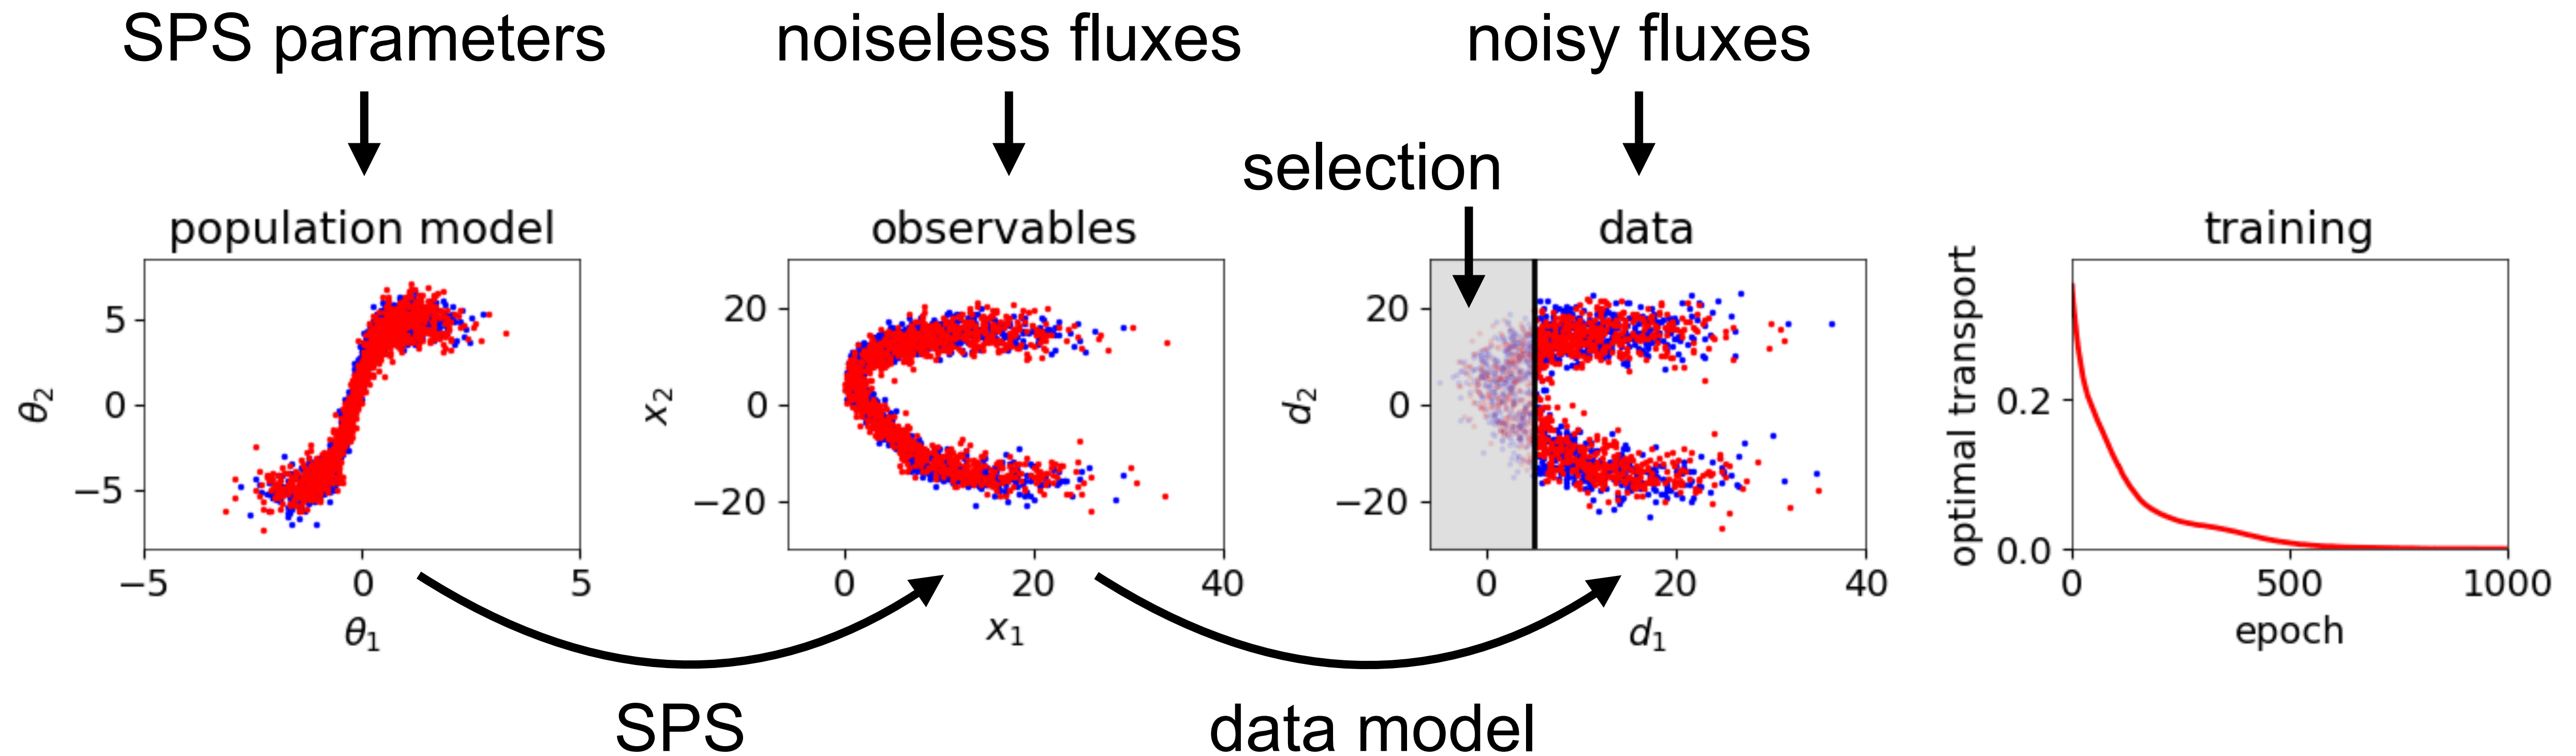 SPS parameters
noiseless fluxes
noisy fluxes
selection
population model
observables
data
training
θ₂
5
0
−5
−5
0
5
θ₁
x₂
20
0
−20
0
20
40
x₁
d₂
20
0
−20
0
20
40
d₁
optimal transport
0.2
0.0
0
500
1000
epoch
SPS
data model